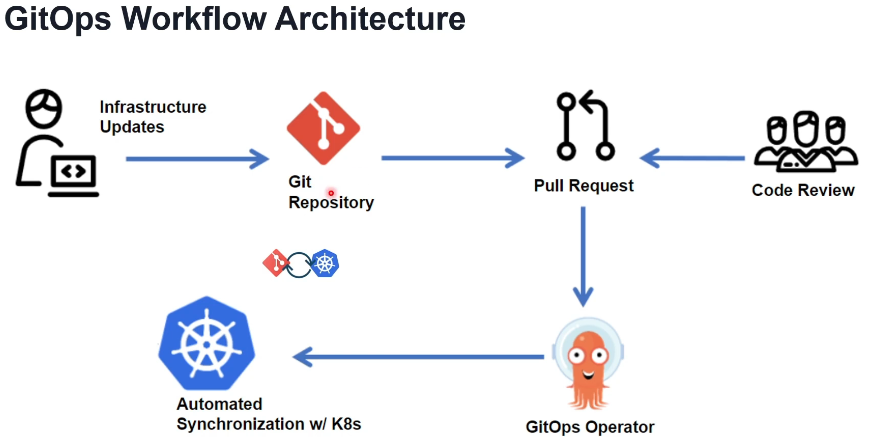 GitOps Workflow Architecture
Infrastructure
Updates
Git
Repository
Pull Request
Code Review
Automated
Synchronization w/ K8s
GitOps Operator